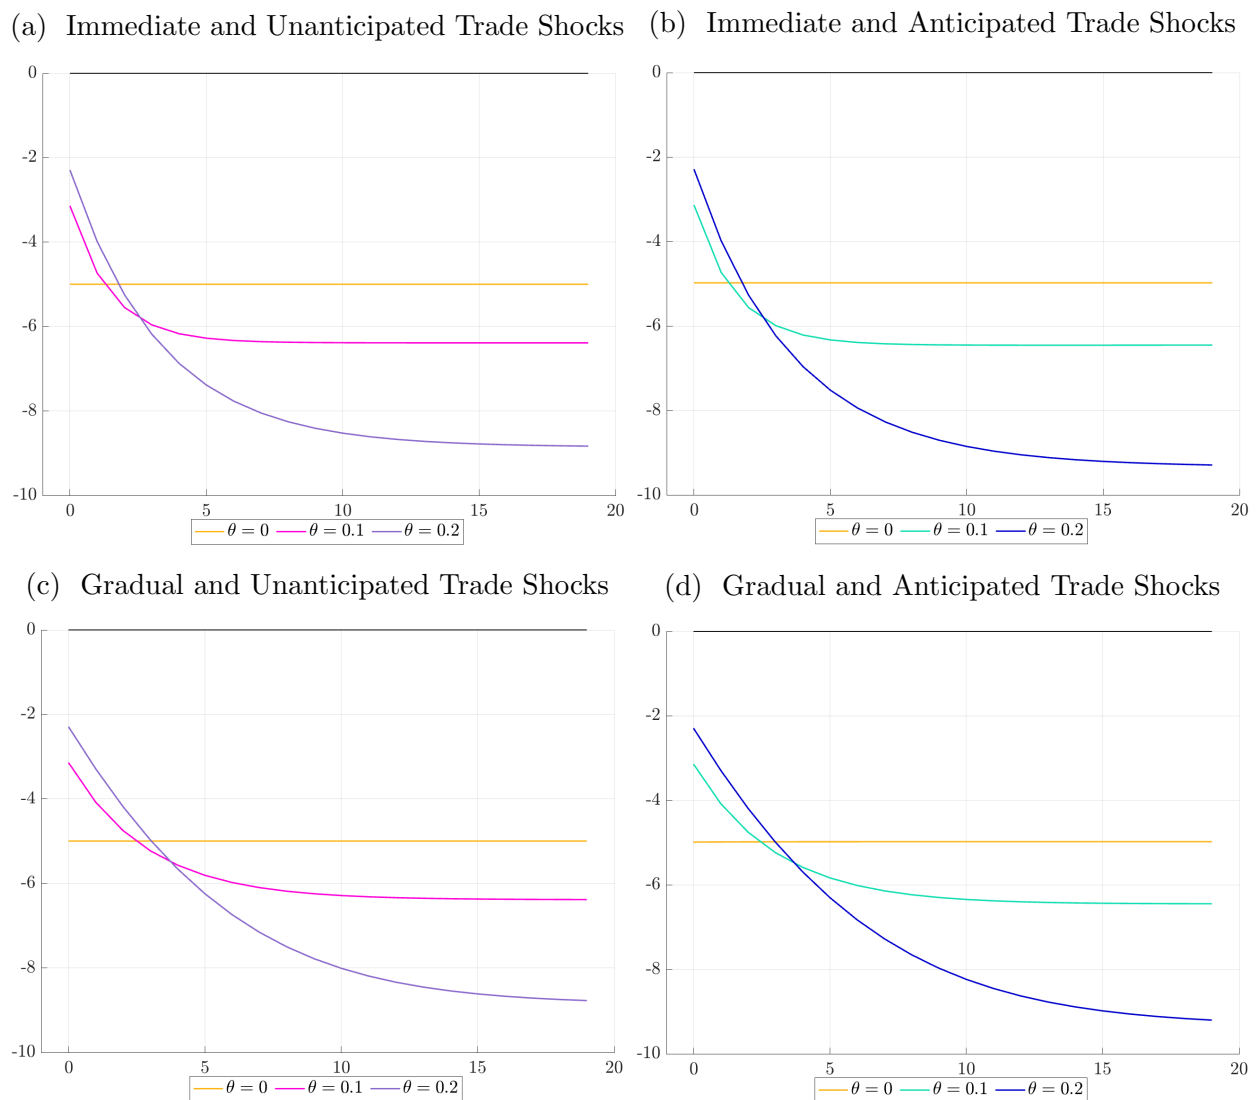 (a) Immediate and Unanticipated Trade Shocks
0
-2
-4
-6
-8
-10
0 5 10 15 20
θ = 0 θ = 0.1 θ = 0.2
(b) Immediate and Anticipated Trade Shocks
0
-2
-4
-6
-8
-10
0 5 10 15 20
θ = 0 θ = 0.1 θ = 0.2
(c) Gradual and Unanticipated Trade Shocks
0
-2
-4
-6
-8
-10
0 5 10 15 20
θ = 0 θ = 0.1 θ = 0.2
(d) Gradual and Anticipated Trade Shocks
0
-2
-4
-6
-8
-10
0 5 10 15 20
θ = 0 θ = 0.1 θ = 0.2